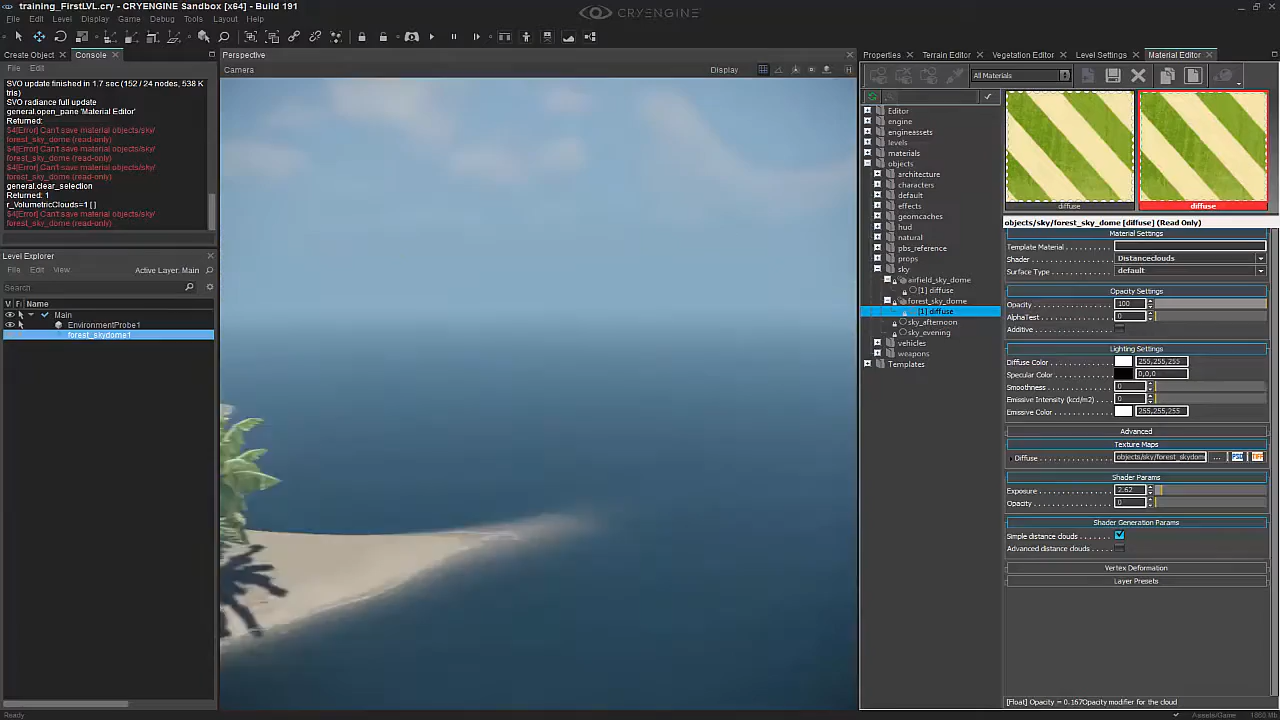 training_FirstLVL.cry - CRYENGINE Sandbox [x64] - Build 191
CRYENGINE
File Edit Level Display Game Debug Tools Layout Help
Create Object Console
File Edit
SVO update finished in 1.7 sec (152 / 24 nodes, 538 K
tris)
SVO radiance full update
general.open_pane 'Material Editor'
Returned:
$4[Error] Can't save material objects/sky/
forest_sky_dome (read-only)
$4[Error] Can't save material objects/sky/
forest_sky_dome (read-only)
$4[Error] Can't save material objects/sky/
forest_sky_dome (read-only)
general.clear_selection
Returned: 1
r_VolumetricClouds=1 [ ]
$4[Error] Can't save material objects/sky/
forest_sky_dome (read-only)
Level Explorer
File Edit View Active Layer: Main
Search
V Fr Name
Main
EnvironmentProbe1
forest_skydome1
Ready
Perspective
Camera Display
Properties Terrain Editor Vegetation Editor Level Settings Material Editor
All Materials
Editor
engine
engineassets
levels
materials
objects
architecture
characters
default
effects
geomcaches
hud
natural
pbs_reference
props
sky
airfield_sky_dome
[1] diffuse
forest_sky_dome
[1] diffuse
sky_afternoon
sky_evening
vehicles
weapons
Templates
diffuse diffuse
objects/sky/forest_sky_dome [diffuse] (Read Only)
Material Settings
Template Material
Shader Distanceclouds
Surface Type default
Opacity Settings
Opacity 100
AlphaTest 0
Additive
Lighting Settings
Diffuse Color 255,255,255
Specular Color 0,0,0
Smoothness 0
Emissive Intensity (kcd/m2) 0
Emissive Color 255,255,255
Advanced
Texture Maps
Diffuse objects/sky/forest_skydom ...
Shader Params
Exposure 2.62
Opacity 0
Shader Generation Params
Simple distance clouds
Advanced distance clouds
Vertex Deformation
Layer Presets
[Float] Opacity = 0.167Opacity modifier for the cloud
Assets/Game 1868 Mb